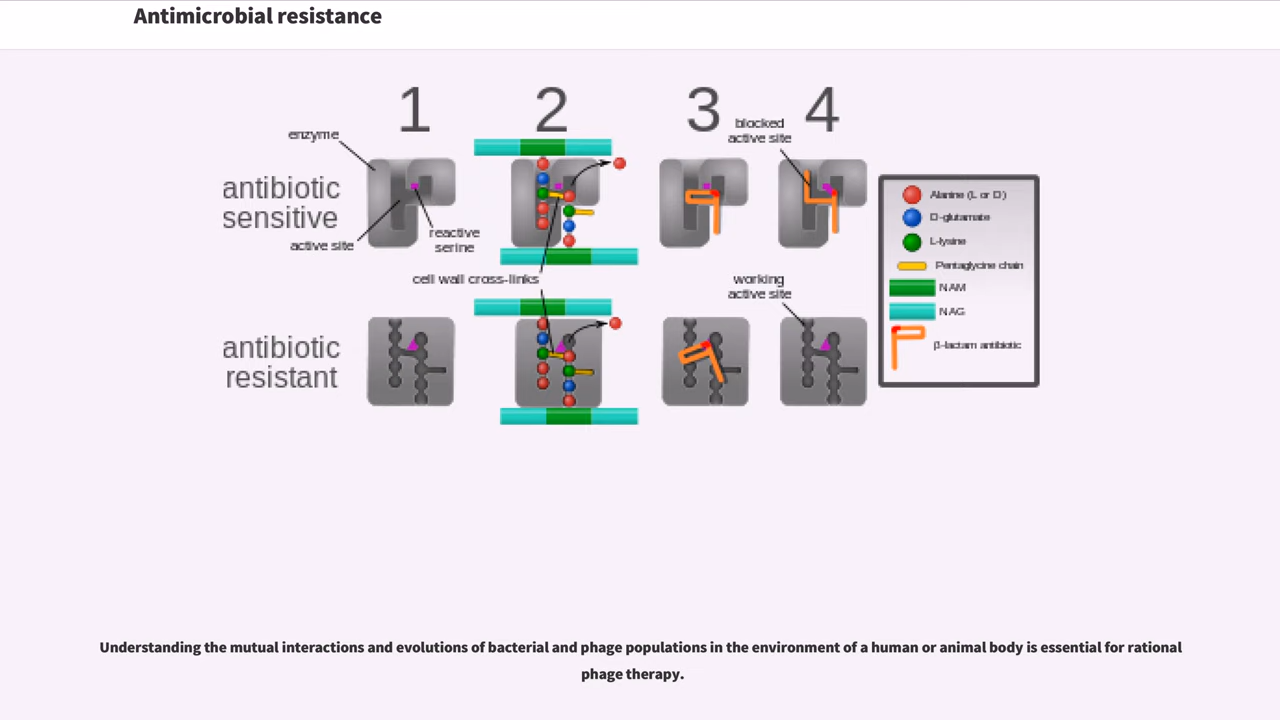 Antimicrobial resistance
1 2 3 4
enzyme
blocked
active site
antibiotic
sensitive
active site
reactive
serine
cell wall cross-links
working
active site
antibiotic
resistant
Alanine (L or D)
D-glutamate
L-lysine
Pentaglycine chain
NAM
NAG
β-lactam antibiotic
Understanding the mutual interactions and evolutions of bacterial and phage populations in the environment of a human or animal body is essential for rational
phage therapy.